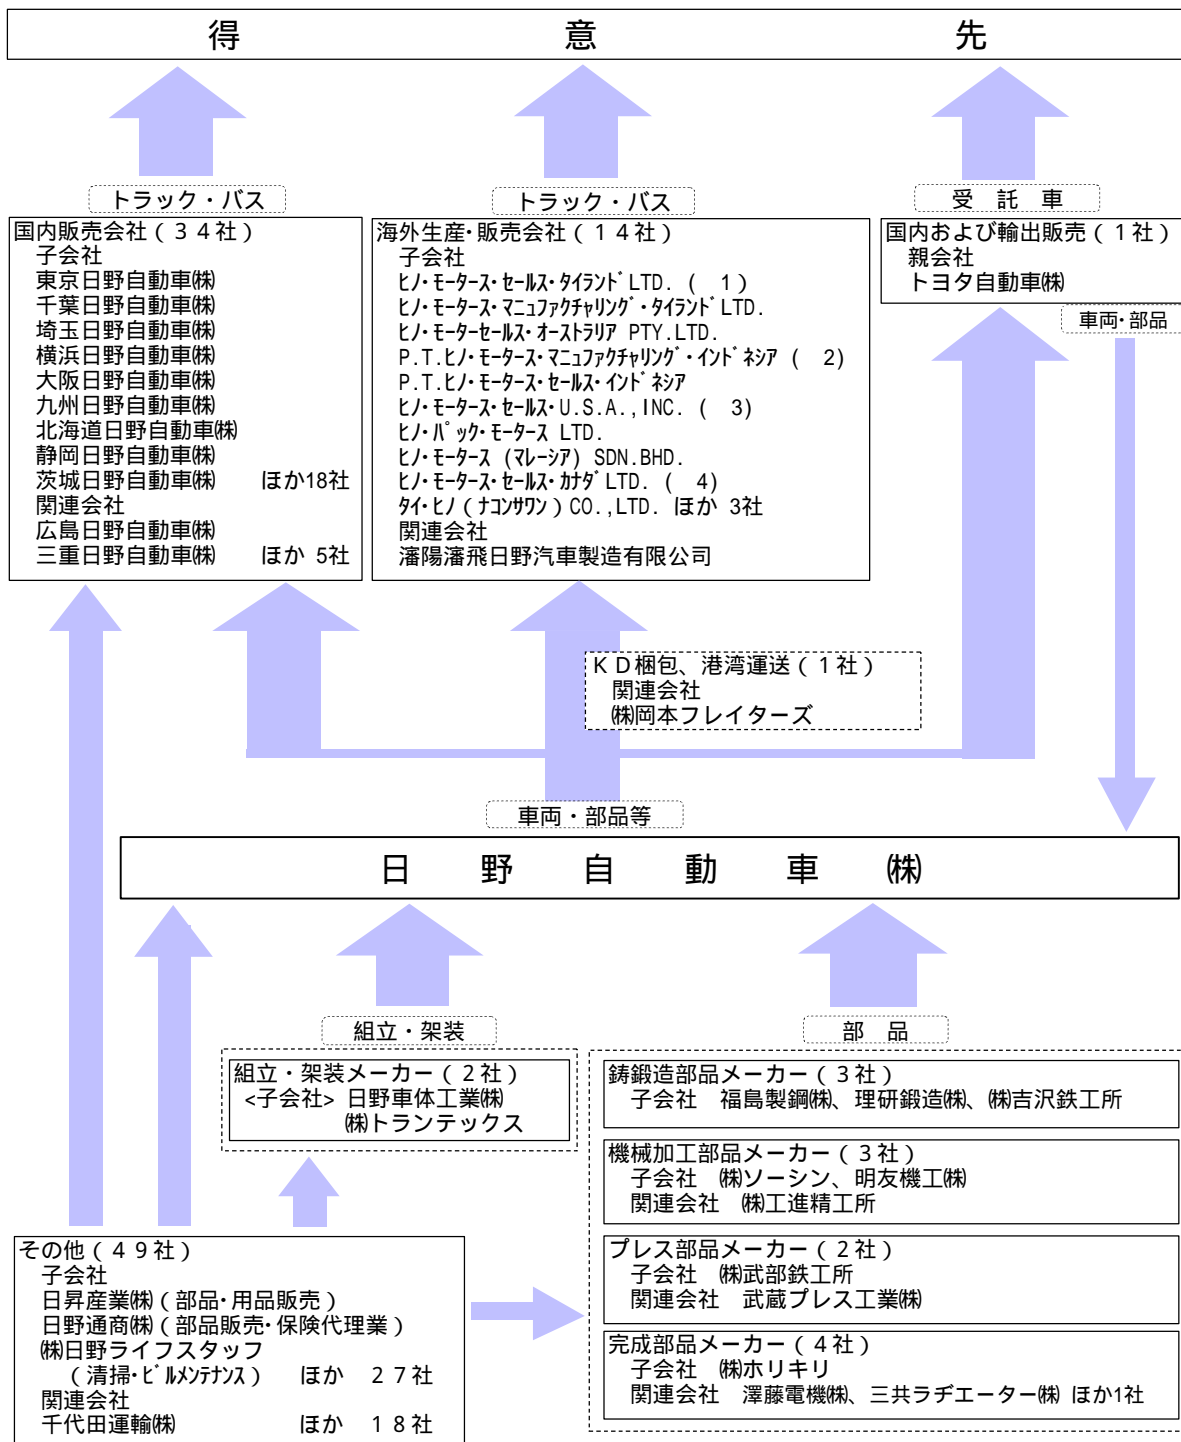 得意先
トラック・バス
国内販売会社（３４社）
子会社
東京日野自動車㈱
千葉日野自動車㈱
埼玉日野自動車㈱
横浜日野自動車㈱
大阪日野自動車㈱
九州日野自動車㈱
北海道日野自動車㈱
静岡日野自動車㈱
茨城日野自動車㈱　ほか18社
関連会社
広島日野自動車㈱
三重日野自動車㈱　ほか 5社
トラック・バス
海外生産・販売会社（１４社）
子会社
ﾋﾉ・ﾓｰﾀｰｽ・ｾｰﾙｽ・ﾀｲﾗﾝﾄﾞLTD. (　1)
ﾋﾉ・ﾓｰﾀｰｽ・ﾏﾆｭﾌｧｸﾁｬﾘﾝｸﾞ・ﾀｲﾗﾝﾄﾞLTD.
ﾋﾉ・ﾓｰﾀｰｾｰﾙｽ・ｵｰｽﾄﾗﾘｱ PTY.LTD.
P.T.ﾋﾉ・ﾓｰﾀｰｽ・ﾏﾆｭﾌｧｸﾁｬﾘﾝｸﾞ・ｲﾝﾄﾞﾈｼｱ (　2)
P.T.ﾋﾉ・ﾓｰﾀｰｽ・ｾｰﾙｽ・ｲﾝﾄﾞﾈｼｱ
ﾋﾉ・ﾓｰﾀｰｽ・ｾｰﾙｽ・U.S.A.,INC. (　3)
ﾋﾉ・ﾊﾟｯｸ・ﾓｰﾀｰｽ LTD.
ﾋﾉ・ﾓｰﾀｰｽ (ﾏﾚｰｼｱ) SDN.BHD.
ﾋﾉ・ﾓｰﾀｰｽ・ｾｰﾙｽ・ｶﾅﾀﾞLTD. (　4)
ﾀｲ・ﾋﾉ（ﾅｺﾝｻﾜﾝ）CO.,LTD. ほか 3社
関連会社
瀋陽瀋飛日野汽車製造有限公司
受託車
国内および輸出販売（１社）
親会社
トヨタ自動車㈱
車両・部品
ＫＤ梱包、港湾運送（１社）
関連会社
㈱岡本フレイターズ
車両・部品等
日野自動車㈱
組立・架装
組立・架装メーカー（２社）
<子会社> 日野車体工業㈱
㈱トランテックス
部品
鋳鍛造部品メーカー（３社）
子会社　福島製鋼㈱、理研鍛造㈱、㈱吉沢鉄工所
機械加工部品メーカー（３社）
子会社　㈱ソーシン、明友機工㈱
関連会社　㈱工進精工所
プレス部品メーカー（２社）
子会社　㈱武部鉄工所
関連会社　武蔵プレス工業㈱
完成部品メーカー（４社）
子会社　㈱ホリキリ
関連会社　澤藤電機㈱、三共ラヂエーター㈱ ほか1社
その他（４９社）
子会社
日昇産業㈱（部品・用品販売）
日野通商㈱（部品販売・保険代理業）
㈱日野ライフスタッフ
（清掃・ﾋﾞﾙﾒﾝﾃﾅﾝｽ）　ほか　２７社
関連会社
千代田運輸㈱　ほか　１８社